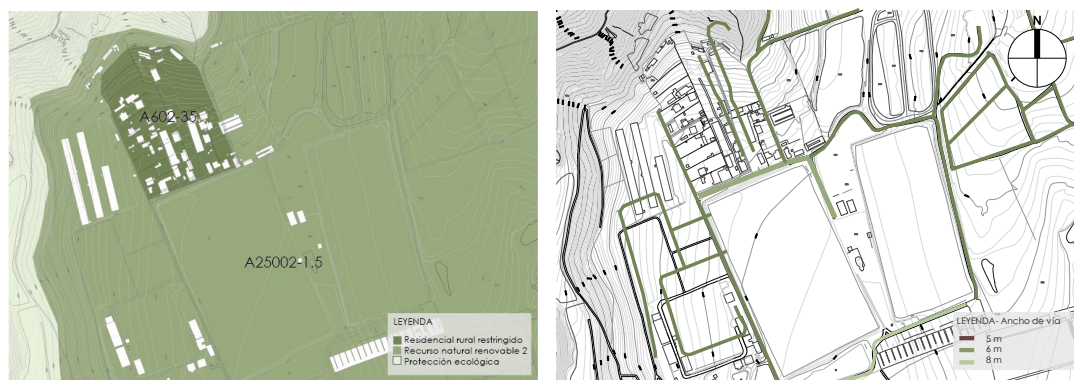 A602-35
A25002-1.5
LEYENDA
Residencial rural restringido
Recurso natural renovable 2
Protección ecológica
N
LEYENDA- Ancho de vía
5 m
6 m
8 m